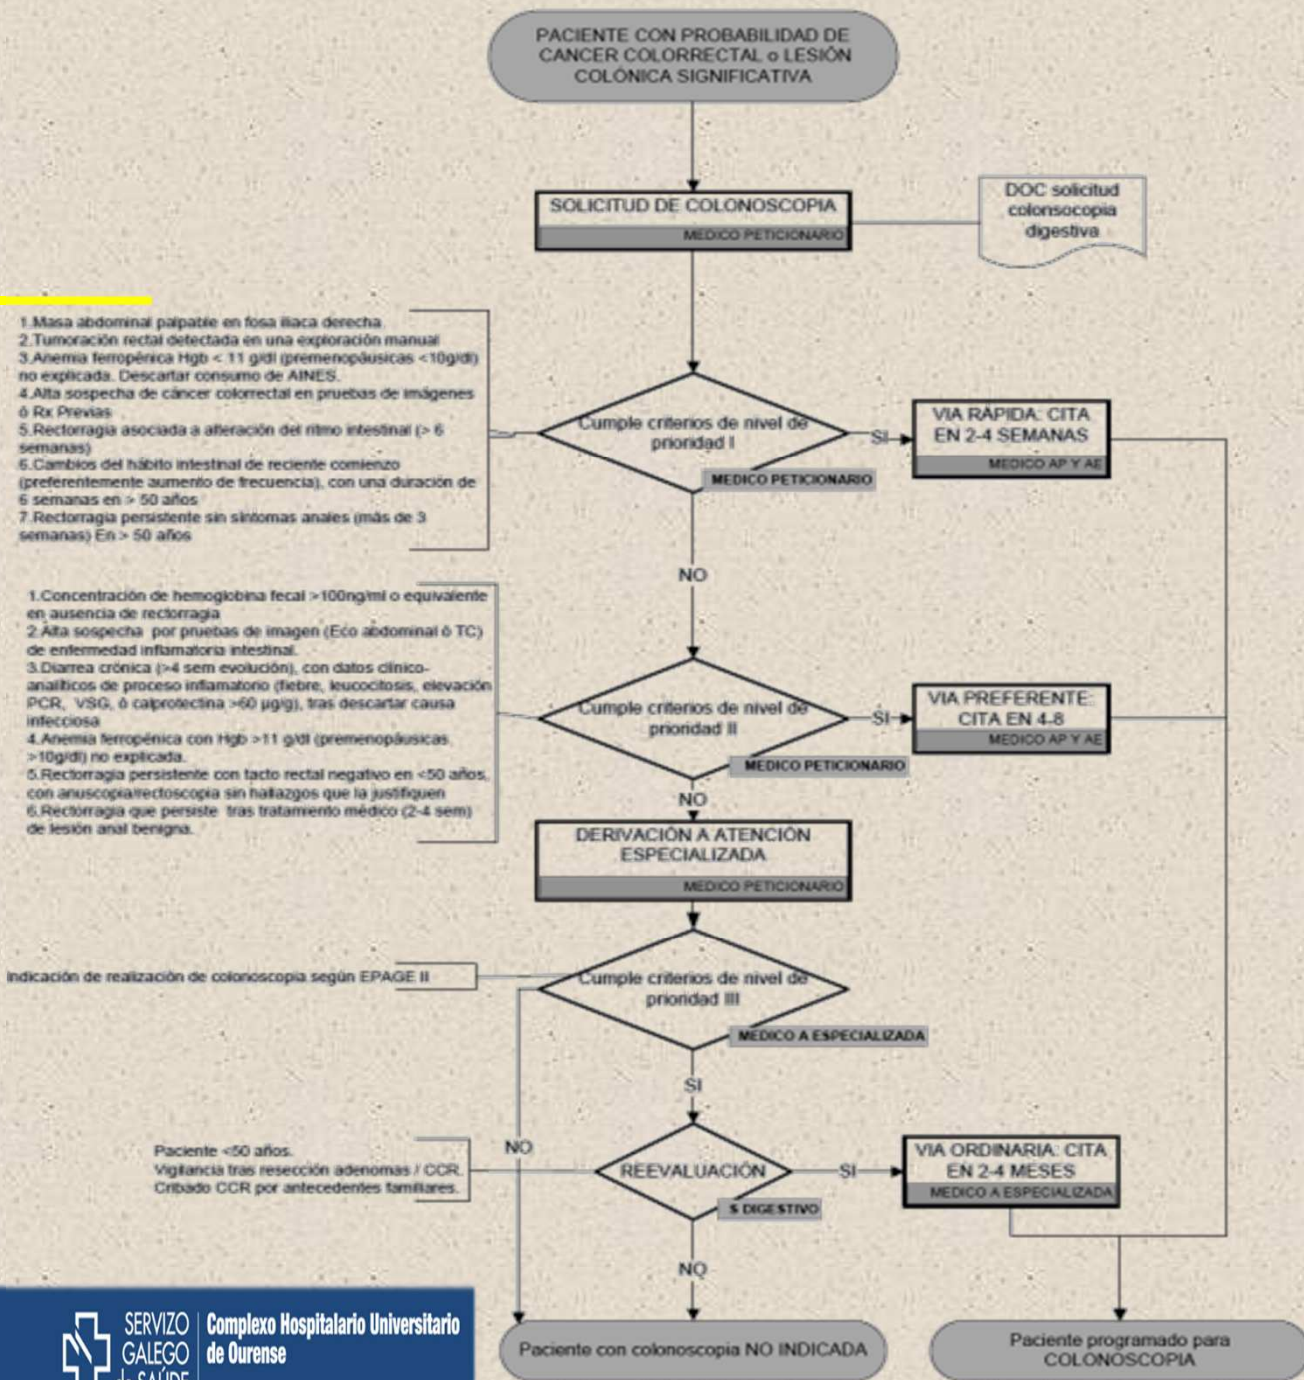 PACIENTE CON PROBABILIDAD DE
CANCER COLORRECTAL o LESIÓN
COLÓNICA SIGNIFICATIVA
SOLICITUD DE COLONOSCOPIA
MEDICO PETICIONARIO
DOC solicitud
colonsocopia
digestiva
1.Masa abdominal palpable en fosa iliaca derecha
2.Tumoración rectal detectada en una exploración manual
3.Anemia ferropénica Hgb < 11 g/dl (premenopáusicas <10g/dl)
no explicada. Descartar consumo de AINES.
4.Alta sospecha de cáncer colorrectal en pruebas de imágenes
ó Rx Previas
5.Rectorragia asociada a alteración del ritmo intestinal (> 6
semanas)
6.Cambios del hábito intestinal de reciente comienzo
(preferentemente aumento de frecuencia), con una duración de
6 semanas en > 50 años
7.Rectorragia persistente sin síntomas anales (más de 3
semanas) En > 50 años
Cumple criterios de nivel de
prioridad I
MEDICO PETICIONARIO
SI
VIA RÁPIDA: CITA
EN 2-4 SEMANAS
MEDICO AP Y AE
NO
1.Concentración de hemoglobina fecal >100ng/ml o equivalente
en ausencia de rectorragia
2.Alta sospecha por pruebas de imagen (Eco abdominal ó TC)
de enfermedad inflamatoria intestinal.
3.Diarrea crónica (>4 sem evolución), con datos clínico-
analíticos de proceso inflamatorio (fiebre, leucocitosis, elevación
PCR, VSG, ó calprotectina >60 µg/g), tras descartar causa
infecciosa
4.Anemia ferropénica con Hgb >11 g/dl (premenopáusicas
>10g/dl) no explicada.
5.Rectorragia persistente con tacto rectal negativo en <50 años,
con anuscopia/rectoscopia sin hallazgos que la justifiquen
6.Rectorragia que persiste tras tratamiento médico (2-4 sem)
de lesión anal benigna.
Cumple criterios de nivel de
prioridad II
MEDICO PETICIONARIO
SI
VIA PREFERENTE:
CITA EN 4-8
MEDICO AP Y AE
NO
DERIVACIÓN A ATENCIÓN
ESPECIALIZADA
MEDICO PETICIONARIO
Indicación de realización de colonoscopia según EPAGE II
Cumple criterios de nivel de
prioridad III
MEDICO A ESPECIALIZADA
SI
NO
Paciente <50 años.
Vigilancia tras resección adenomas / CCR.
Cribado CCR por antecedentes familiares.
REEVALUACIÓN
S DIGESTIVO
SI
VIA ORDINARIA: CITA
EN 2-4 MESES
MEDICO A ESPECIALIZADA
NO
Paciente con colonoscopia NO INDICADA
Paciente programado para
COLONOSCOPIA
SERVIZO
GALEGO
de SAÚDE
Complexo Hospitalario Universitario
de Ourense